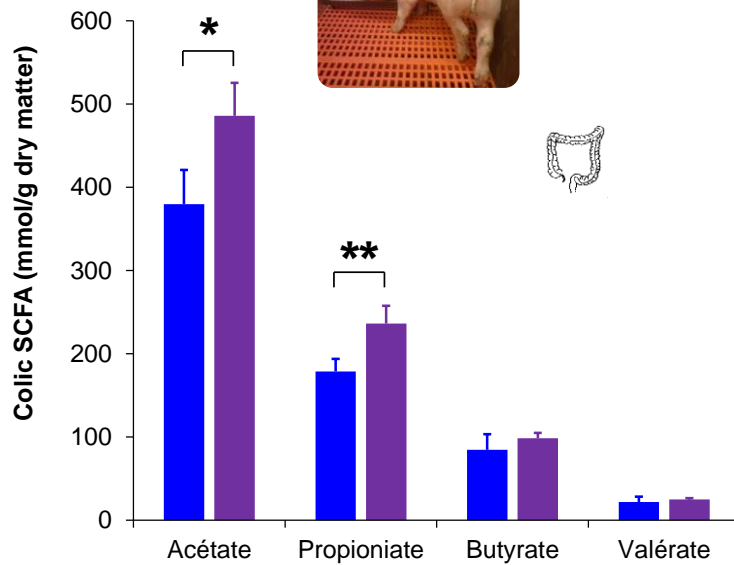 Colic SCFA (mmol/g dry matter)
600
500
400
300
200
100
0
*
**
Acétate
Propioniate
Butyrate
Valérate